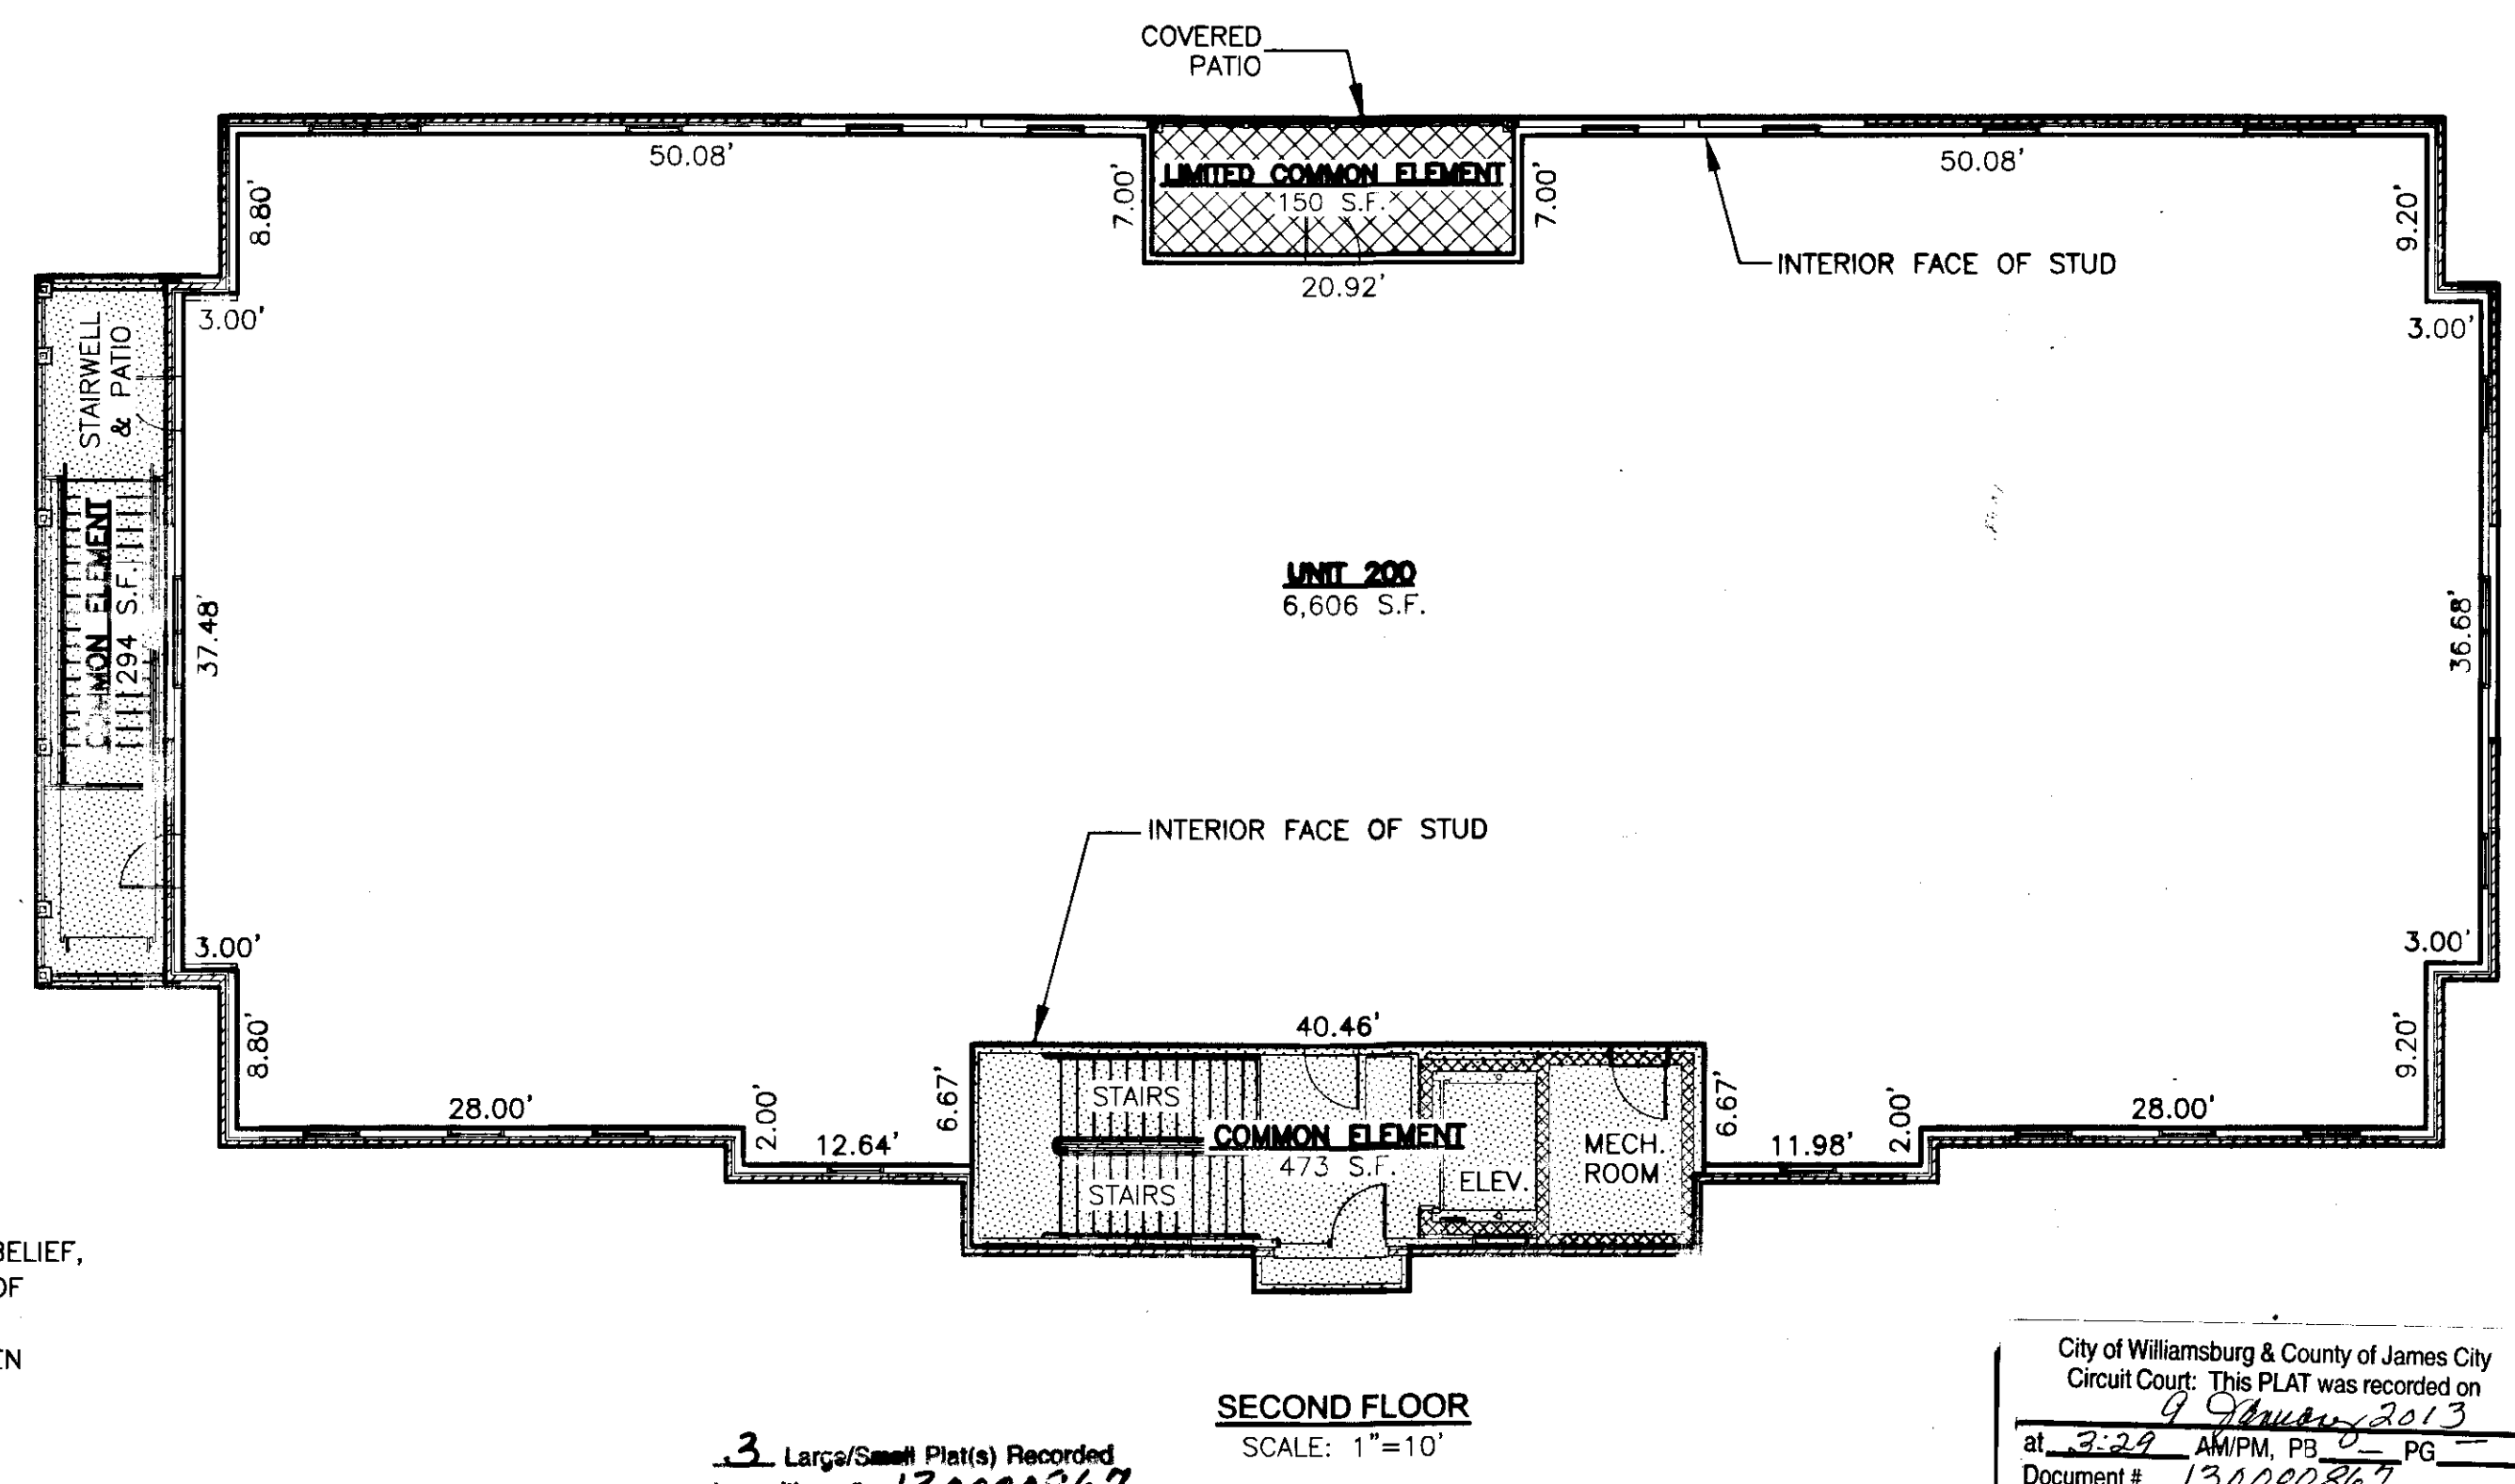 COVERED
PATIO
50.08'
50.08'
8.80'
7.00'
LIMITED COMMON ELEMENT
150 S.F.
7.00'
9.20'
INTERIOR FACE OF STUD
20.92'
3.00'
3.00'
STAIRWELL
& PATIO
COMMON ELEMENT
294 S.F.
37.48'
UNIT 200
6,606 S.F.
36.68'
INTERIOR FACE OF STUD
3.00'
3.00'
40.46'
8.80'
9.20'
28.00'
2.00'
12.64'
6.67'
STAIRS
COMMON ELEMENT
473 S.F.
STAIRS
ELEV.
MECH.
ROOM
6.67'
11.98'
2.00'
28.00'
BELIEF,
OF
EN
SECOND FLOOR
SCALE: 1"=10'
3 Large/Small Plat(s) Recorded
City of Williamsburg & County of James City
Circuit Court: This PLAT was recorded on
9 January 2013
at 3:29 AM/PM, PB PG
Document # 130000867